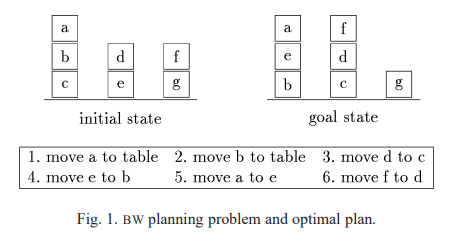 a
a f
b d f
e d
c e g
b c g
initial state
goal state
1. move a to table 2. move b to table 3. move d to c
4. move e to b 5. move a to e 6. move f to d
Fig. 1. BW planning problem and optimal plan.